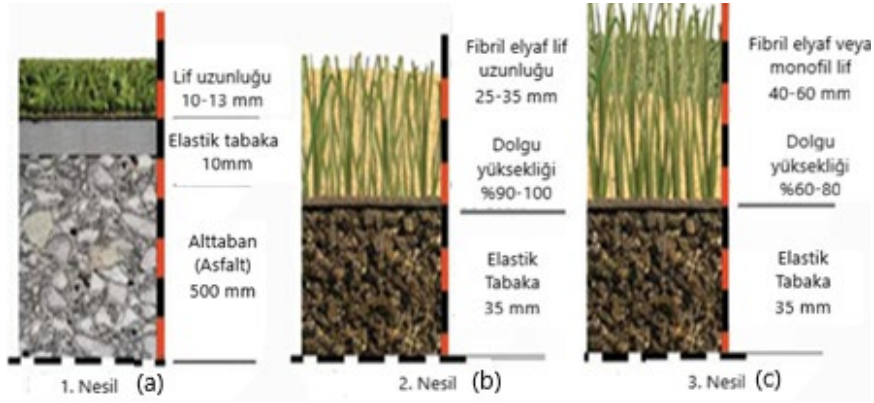 Lif uzunluğu
10-13 mm
Elastik tabaka
10mm
Alttaban
(Asfalt)
500 mm
1. Nesil (a)
Fibril elyaf lif
uzunluğu
25-35 mm
Dolgu
yüksekliği
%90-100
Elastik
Tabaka
35 mm
2. Nesil (b)
Fibril elyaf veya
monofil lif
40-60 mm
Dolgu
yüksekliği
%60-80
Elastik
Tabaka
35 mm
3. Nesil (c)